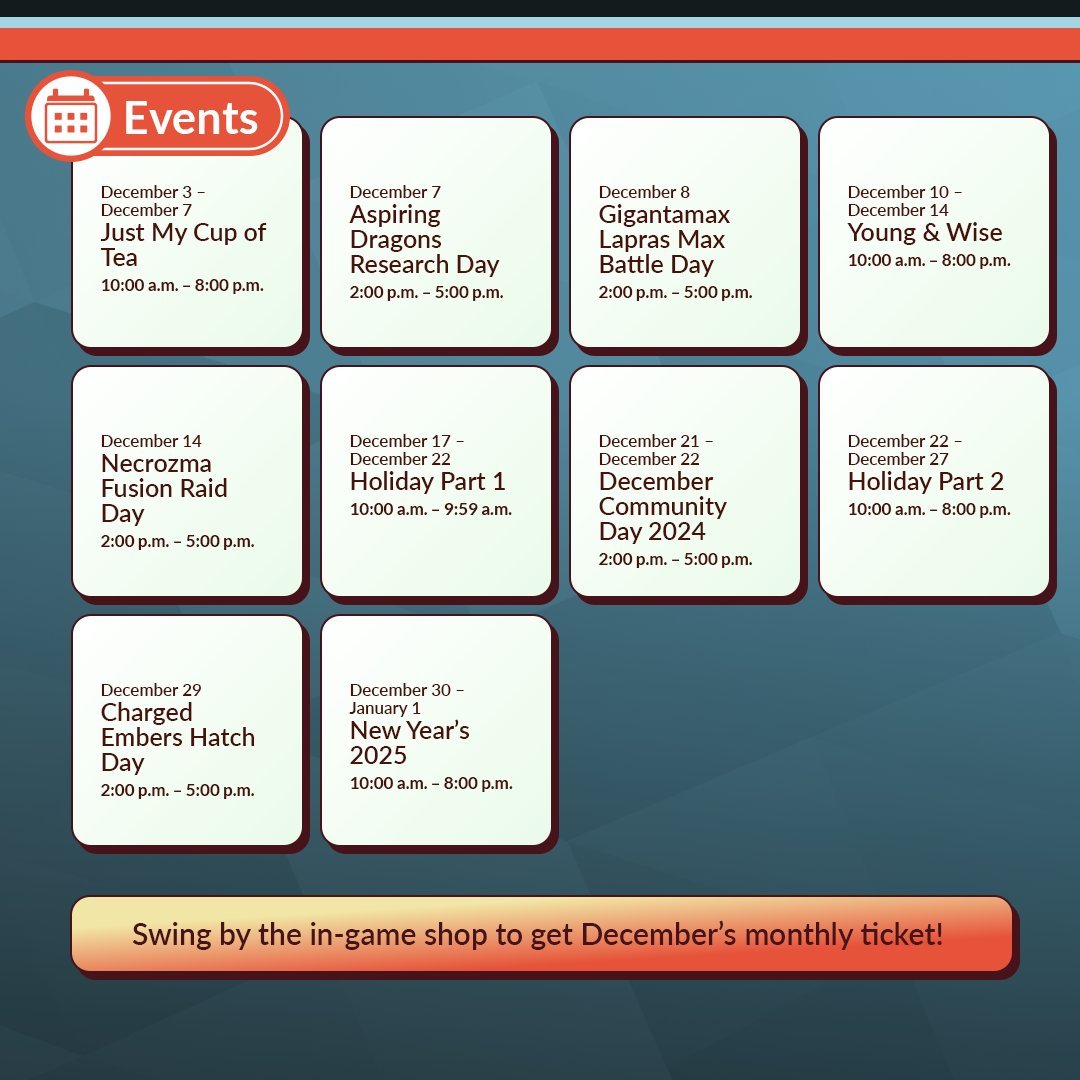 Events
December 3 –
December 7
Just My Cup of
Tea
10:00 a.m. – 8:00 p.m.
December 7
Aspiring
Dragons
Research Day
2:00 p.m. – 5:00 p.m.
December 8
Gigantamax
Lapras Max
Battle Day
2:00 p.m. – 5:00 p.m.
December 10 –
December 14
Young & Wise
10:00 a.m. – 8:00 p.m.
December 14
Necrozma
Fusion Raid
Day
2:00 p.m. – 5:00 p.m.
December 17 –
December 22
Holiday Part 1
10:00 a.m. – 9:59 a.m.
December 21 –
December 22
December
Community
Day 2024
2:00 p.m. – 5:00 p.m.
December 22 –
December 27
Holiday Part 2
10:00 a.m. – 8:00 p.m.
December 29
Charged
Embers Hatch
Day
2:00 p.m. – 5:00 p.m.
December 30 –
January 1
New Year’s
2025
10:00 a.m. – 8:00 p.m.
Swing by the in-game shop to get December’s monthly ticket!